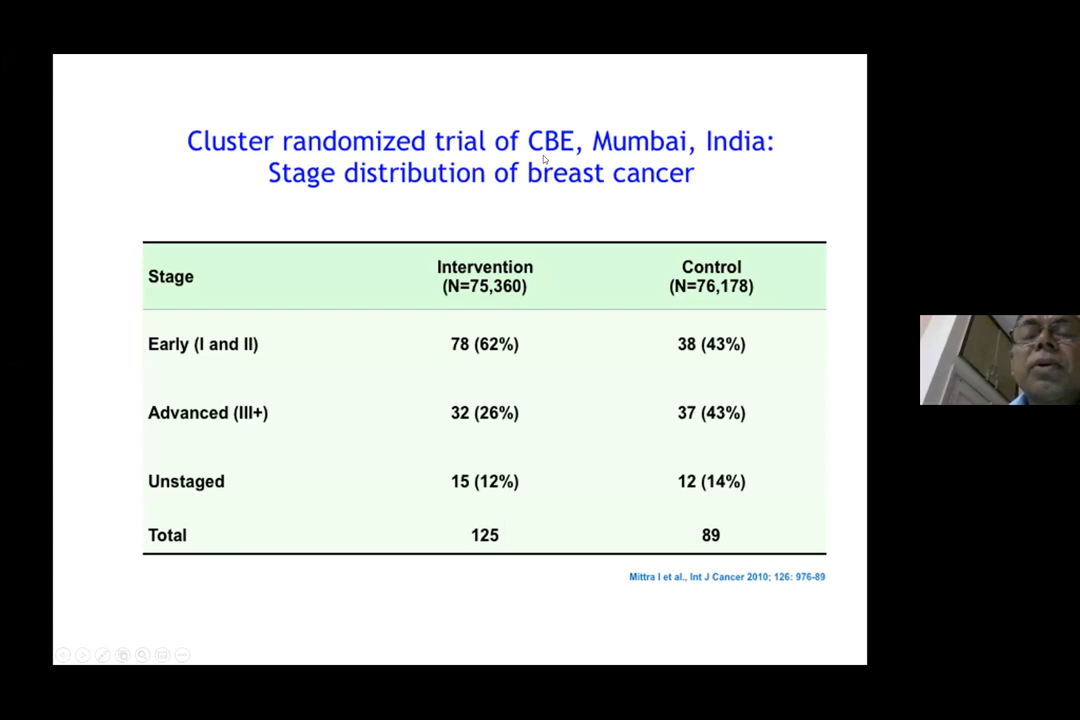 Cluster randomized trial of CBE, Mumbai, India:
Stage distribution of breast cancer
Stage Intervention (N=75,360) Control (N=76,178)
Early (I and II) 78 (62%) 38 (43%)
Advanced (III+) 32 (26%) 37 (43%)
Unstaged 15 (12%) 12 (14%)
Total 125 89
Mittra I et al., Int J Cancer 2010; 126: 976-89